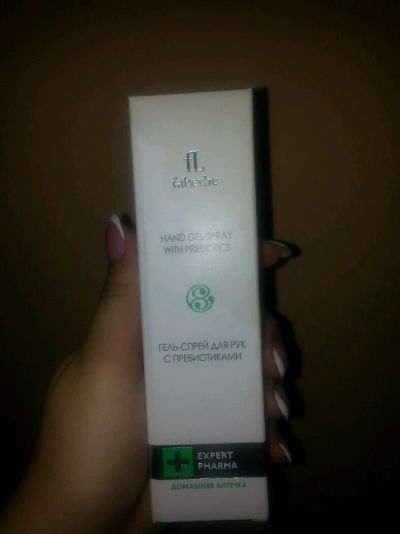 fL
faberlic
HAND GEL-SPRAY
WITH PREBIOTICS
ГЕЛЬ-СПРЕЙ ДЛЯ РУК
С ПРЕБИОТИКАМИ
EXPERT
PHARMA
ДОМАШНЯЯ АПТЕЧКА